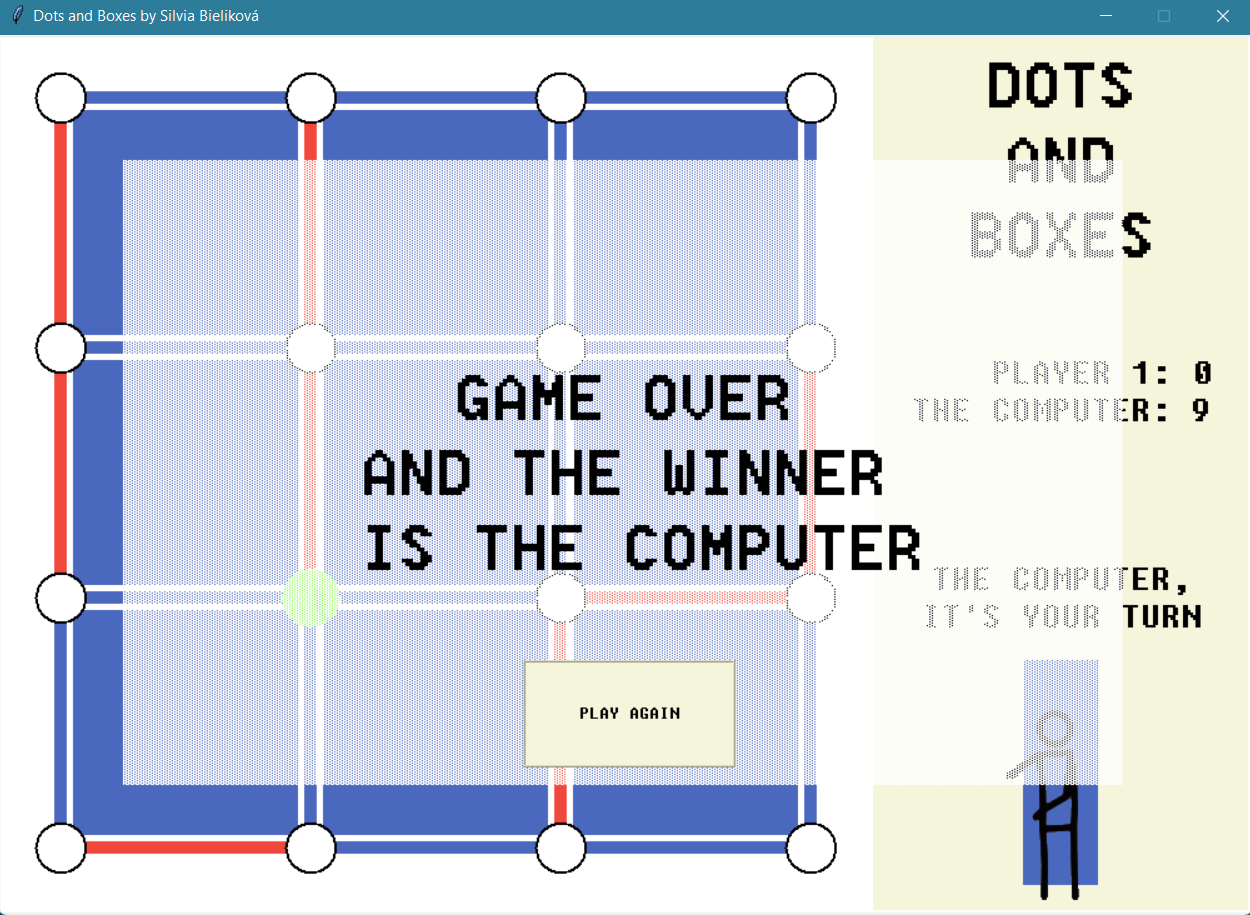 Dots and Boxes by Silvia Bieliková
DOTS
AND
BOXES
PLAYER 1: 0
THE COMPUTER: 9
GAME OVER
AND THE WINNER
IS THE COMPUTER
THE COMPUTER,
IT'S YOUR TURN
PLAY AGAIN